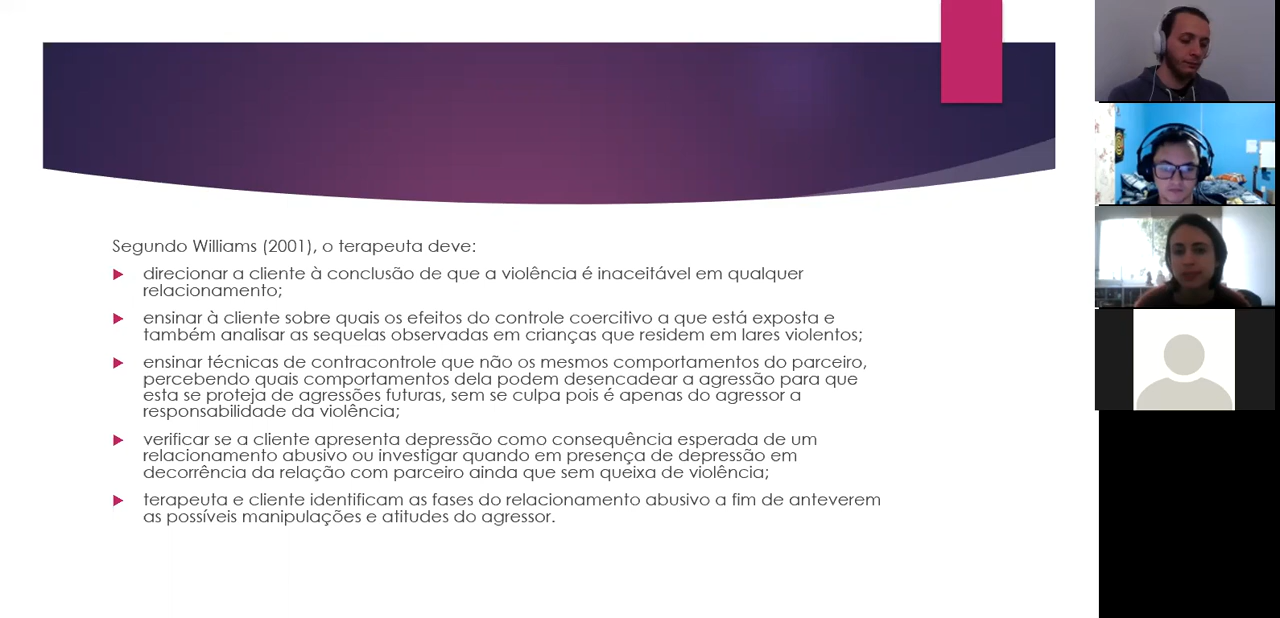 Segundo Williams (2001), o terapeuta deve:
direcionar a cliente à conclusão de que a violência é inaceitável em qualquer
relacionamento;
ensinar à cliente sobre quais os efeitos do controle coercitivo a que está exposta e
também analisar as sequelas observadas em crianças que residem em lares violentos;
ensinar técnicas de contracontrole que não os mesmos comportamentos do parceiro,
percebendo quais comportamentos dela podem desencadear a agressão para que
esta se proteja de agressões futuras, sem se culpa pois é apenas do agressor a
responsabilidade da violência;
verificar se a cliente apresenta depressão como consequência esperada de um
relacionamento abusivo ou investigar quando em presença de depressão em
decorrência da relação com parceiro ainda que sem queixa de violência;
terapeuta e cliente identificam as fases do relacionamento abusivo a fim de anteverem
as possíveis manipulações e atitudes do agressor.